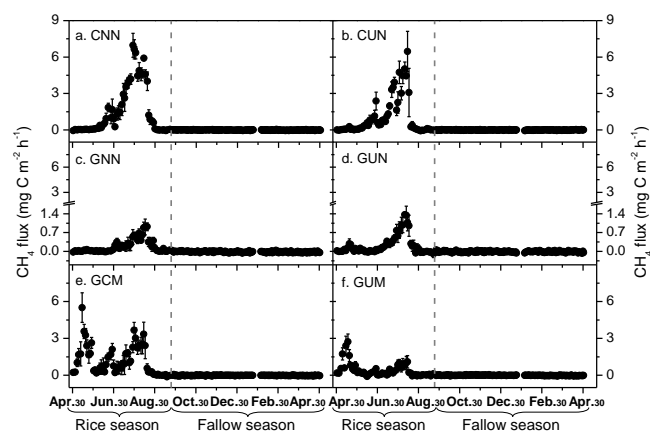 9 9
a. CNN b. CUN
6 6
3 3
0 0
c. GNN d. GUN
6 6
3 3
1.4 1.4
0.7 0.7
0.0 0.0
e. GCM f. GUM
6 6
3 3
0 0
CH4 flux (mg C m-2 h-1) CH4 flux (mg C m-2 h-1)
Apr.30 Jun.30 Aug.30 Oct.30 Dec.30 Feb.30 Apr.30 Apr.30 Jun.30 Aug.30 Oct.30 Dec.30 Feb.30 Apr.30
Rice season Fallow season Rice season Fallow season